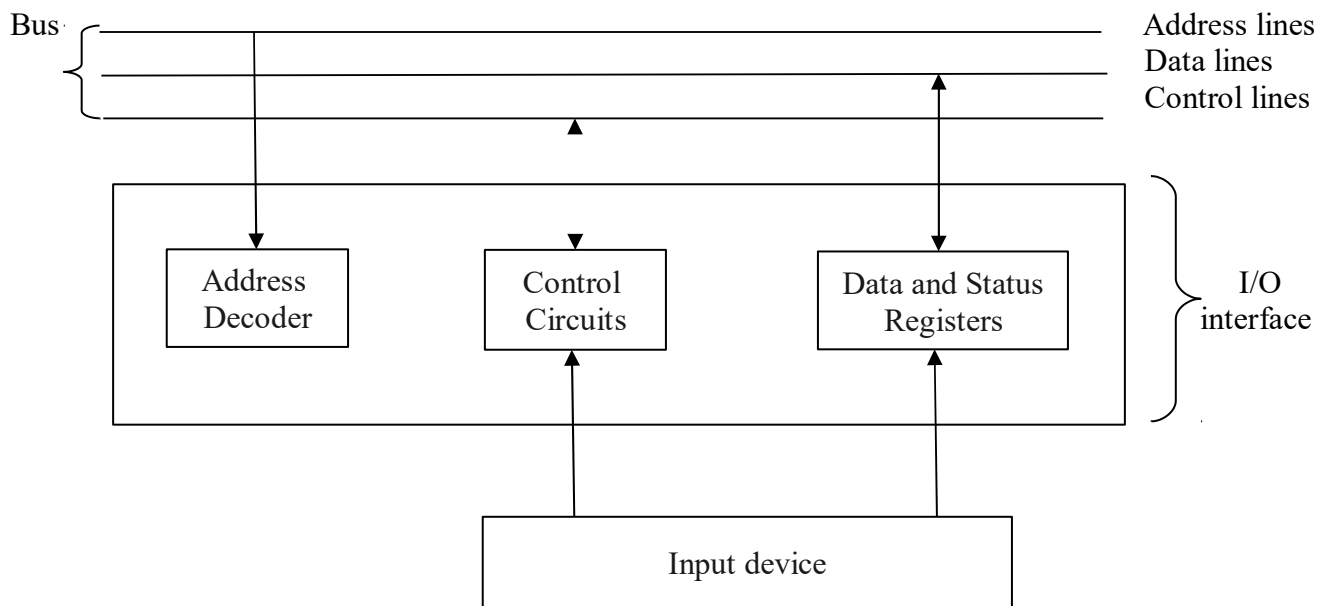 Bus
Address lines
Data lines
Control lines
Address
Decoder
Control
Circuits
Data and Status
Registers
I/O
interface
Input device